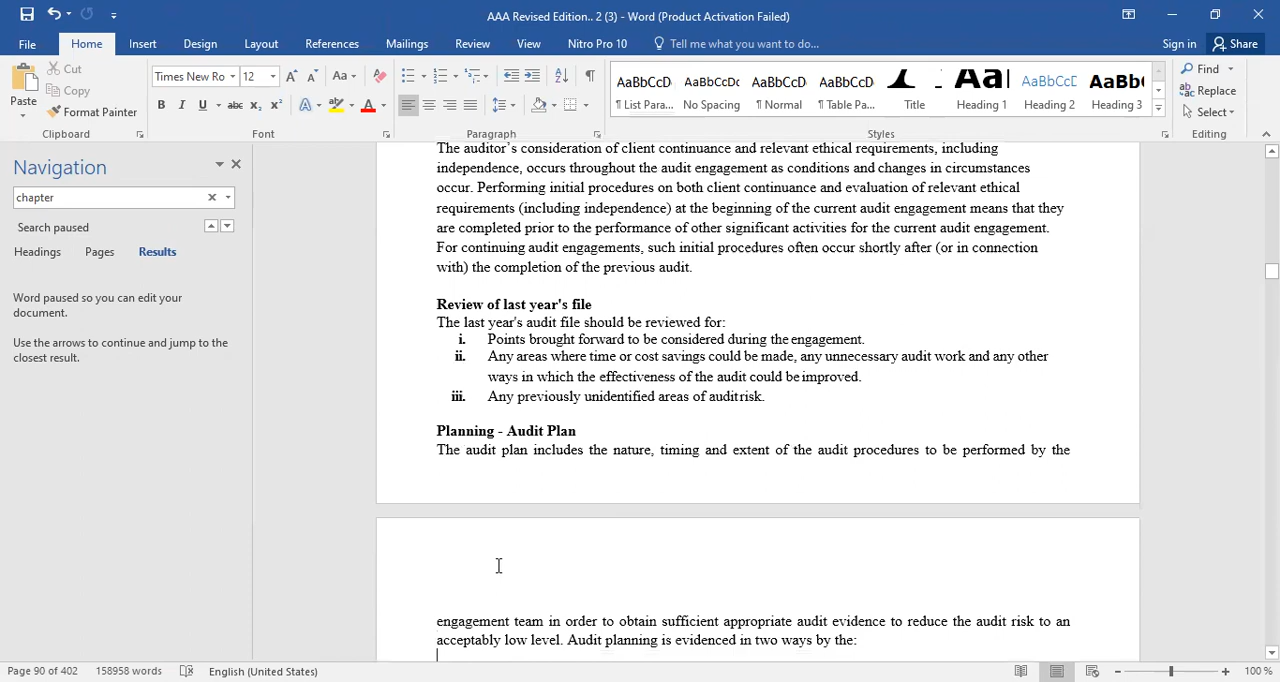 AAA Revised Edition.. 2 (3) - Word (Product Activation Failed)
File Home Insert Design Layout References Mailings Review View Nitro Pro 10 Tell me what you want to do... Sign in Share
Paste Cut Copy Format Painter
Clipboard
Times New Ro 12
Font
Paragraph
AaBbCcD AaBbCcDc AaBbCcD AaBbCcD AaBbCcD AaBbCcD
¶ List Para... No Spacing ¶ Normal ¶ Table Pa... Title Heading 1 Heading 2 Heading 3
Styles
Find Replace Select
Editing
Navigation
chapter
Search paused
Headings Pages Results
Word paused so you can edit your
document.
Use the arrows to continue and jump to the
closest result.
The auditor's consideration of client continuance and relevant ethical requirements, including
independence, occurs throughout the audit engagement as conditions and changes in circumstances
occur. Performing initial procedures on both client continuance and evaluation of relevant ethical
requirements (including independence) at the beginning of the current audit engagement means that they
are completed prior to the performance of other significant activities for the current audit engagement.
For continuing audit engagements, such initial procedures often occur shortly after (or in connection
with) the completion of the previous audit.
Review of last year's file
The last year's audit file should be reviewed for:
i. Points brought forward to be considered during the engagement.
ii. Any areas where time or cost savings could be made, any unnecessary audit work and any other
ways in which the effectiveness of the audit could be improved.
iii. Any previously unidentified areas of audit risk.
Planning - Audit Plan
The audit plan includes the nature, timing and extent of the audit procedures to be performed by the
engagement team in order to obtain sufficient appropriate audit evidence to reduce the audit risk to an
acceptably low level. Audit planning is evidenced in two ways by the:
Page 90 of 402 158958 words English (United States) 100 %